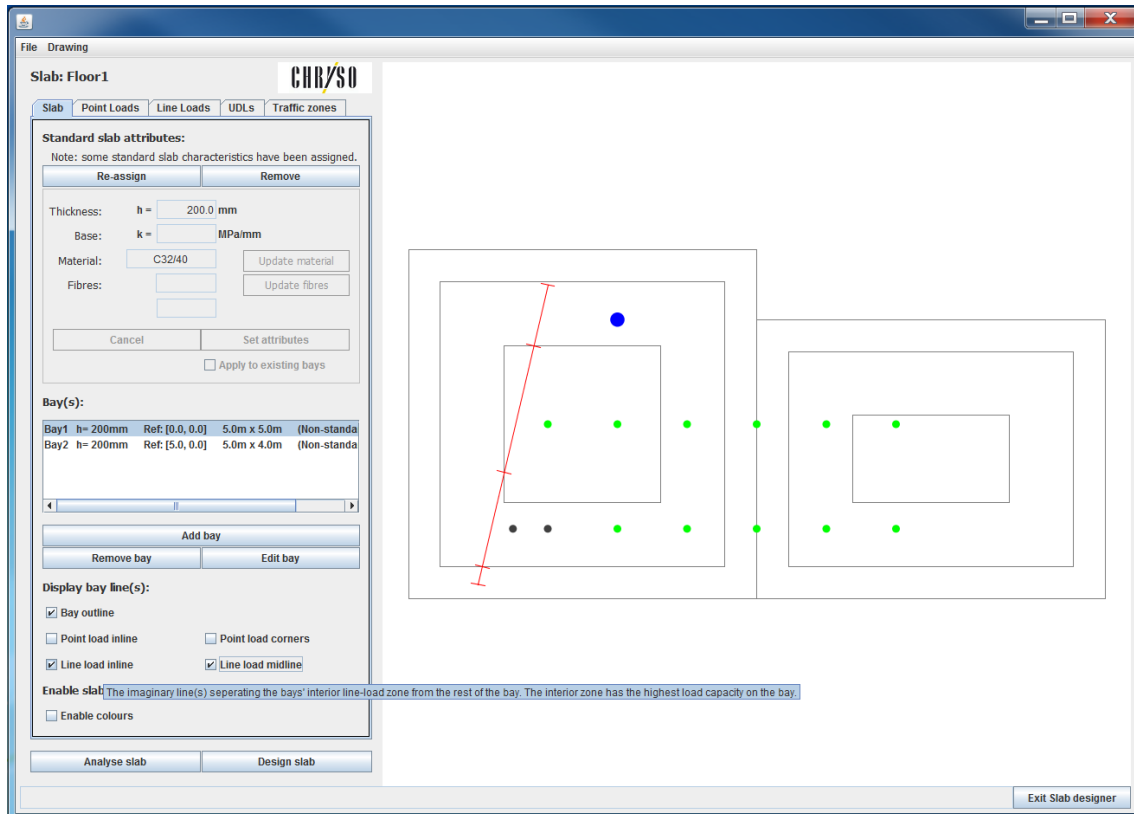 File Drawing
Slab: Floor1
CHRYSO
Slab Point Loads Line Loads UDLs Traffic zones
Standard slab attributes:
Note: some standard slab characteristics have been assigned.
Re-assign Remove
Thickness: h = 200.0 mm
Base: k = MPa/mm
Material: C32/40 Update material
Fibres: Update fibres
Cancel Set attributes
Apply to existing bays
Bay(s):
Bay1 h= 200mm Ref: [0.0, 0.0] 5.0m x 5.0m (Non-standa
Bay2 h= 200mm Ref: [5.0, 0.0] 5.0m x 4.0m (Non-standa
Add bay
Remove bay Edit bay
Display bay line(s):
Bay outline
Point load inline Point load corners
Line load inline Line load midline
Enable slab
The imaginary line(s) seperating the bays' interior line-load zone from the rest of the bay. The interior zone has the highest load capacity on the bay.
Enable colours
Analyse slab Design slab
Exit Slab designer